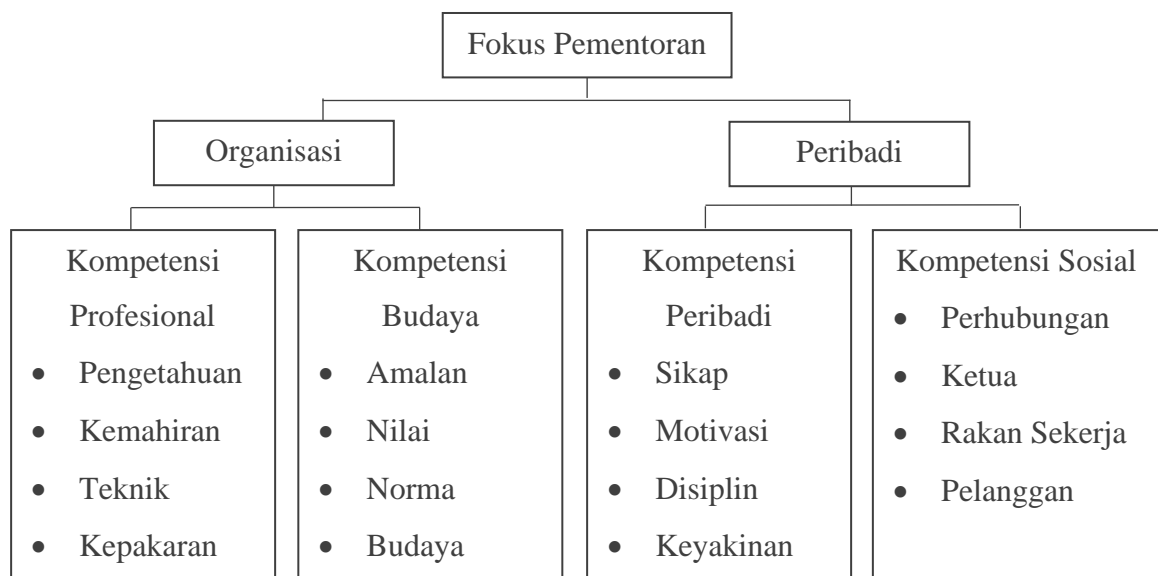 Fokus Pementoran
Organisasi
Peribadi
Kompetensi
Profesional
• Pengetahuan
• Kemahiran
• Teknik
• Kepakaran
Kompetensi
Budaya
• Amalan
• Nilai
• Norma
• Budaya
Kompetensi
Peribadi
• Sikap
• Motivasi
• Disiplin
• Keyakinan
Kompetensi Sosial
• Perhubungan
• Ketua
• Rakan Sekerja
• Pelanggan